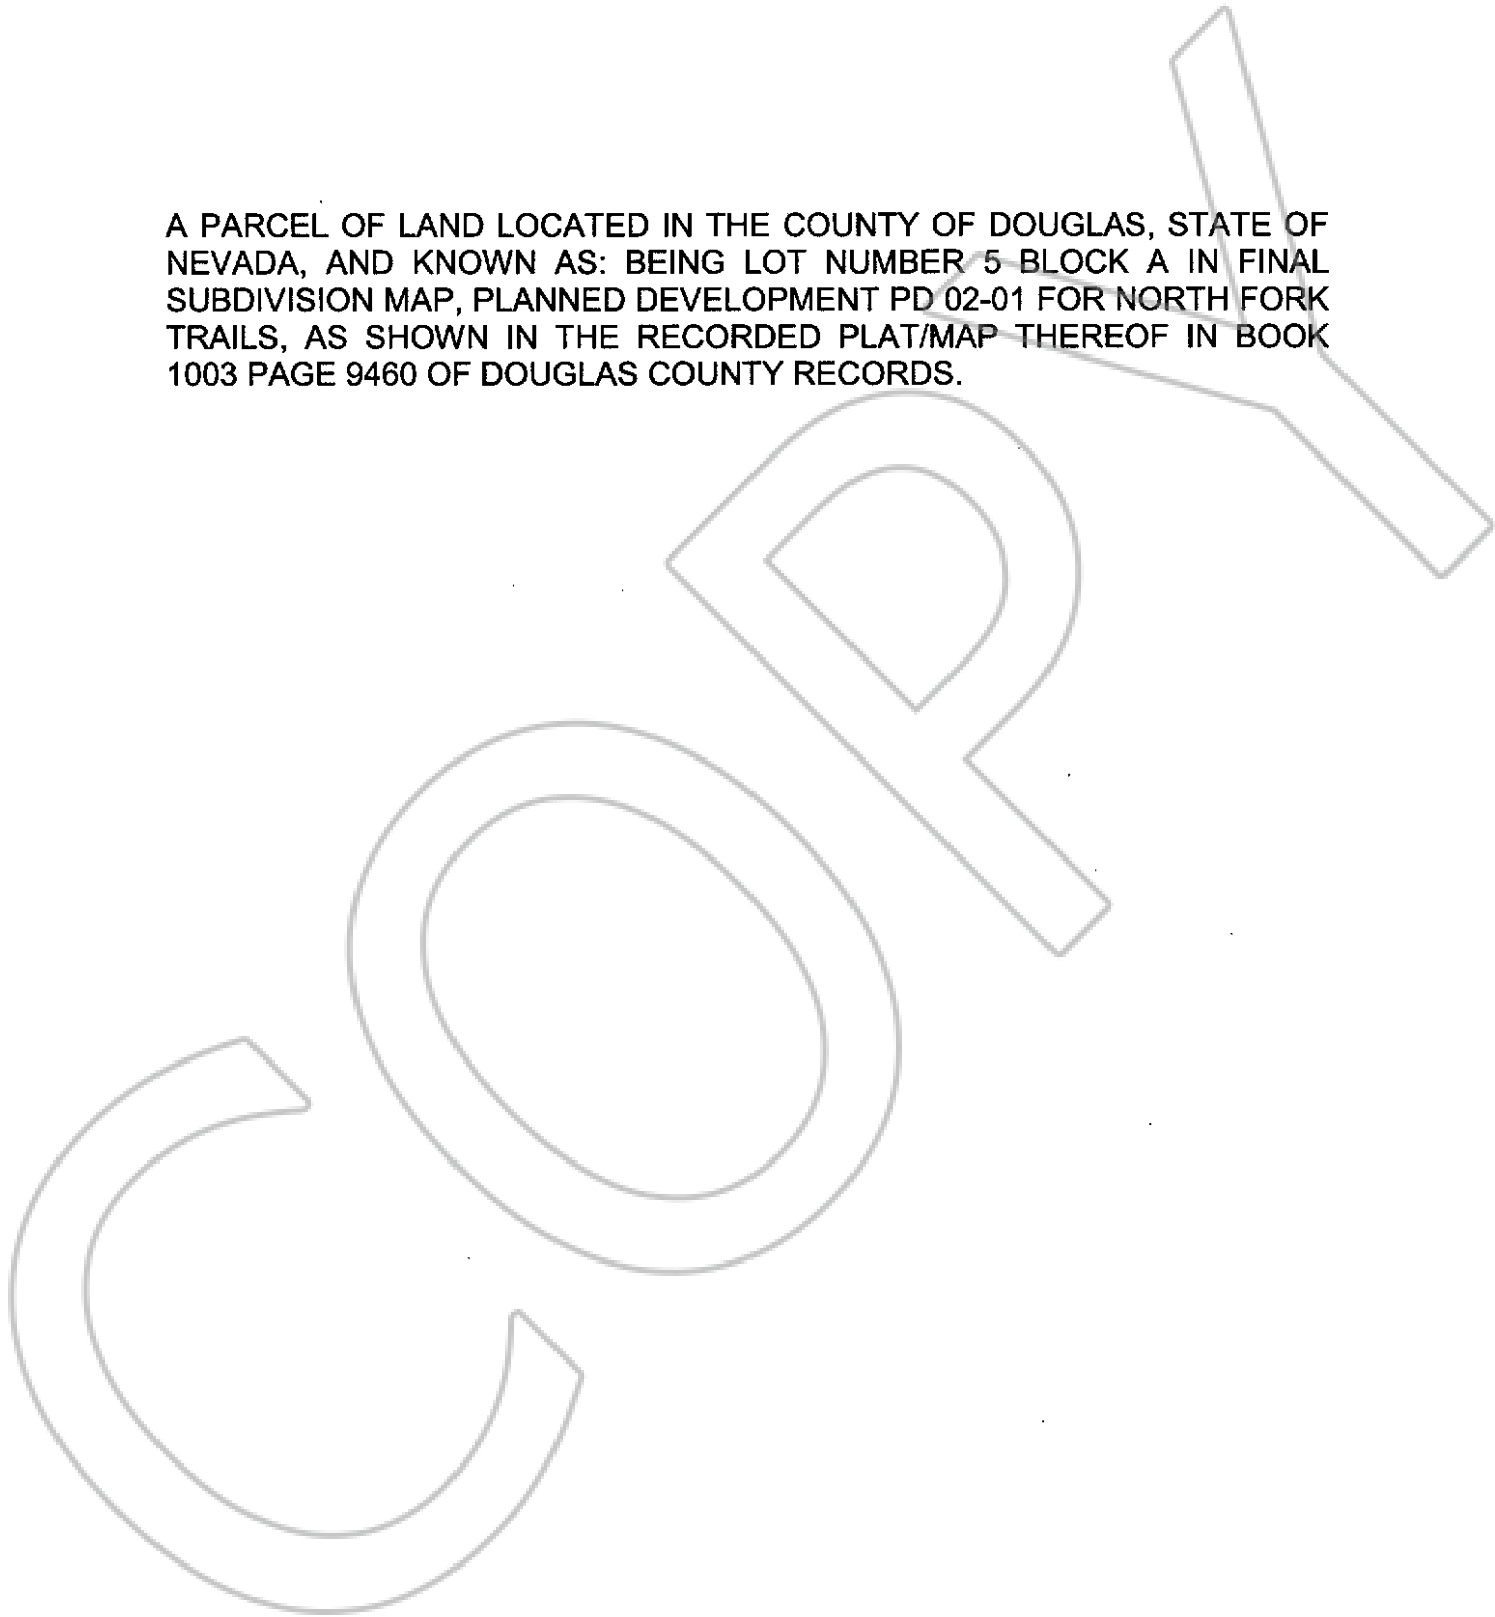 A PARCEL OF LAND LOCATED IN THE COUNTY OF DOUGLAS, STATE OF
NEVADA, AND KNOWN AS: BEING LOT NUMBER 5 BLOCK A IN FINAL
SUBDIVISION MAP, PLANNED DEVELOPMENT PD 02-01 FOR NORTH FORK
TRAILS, AS SHOWN IN THE RECORDED PLAT/MAP THEREOF IN BOOK
1003 PAGE 9460 OF DOUGLAS COUNTY RECORDS.
COPY